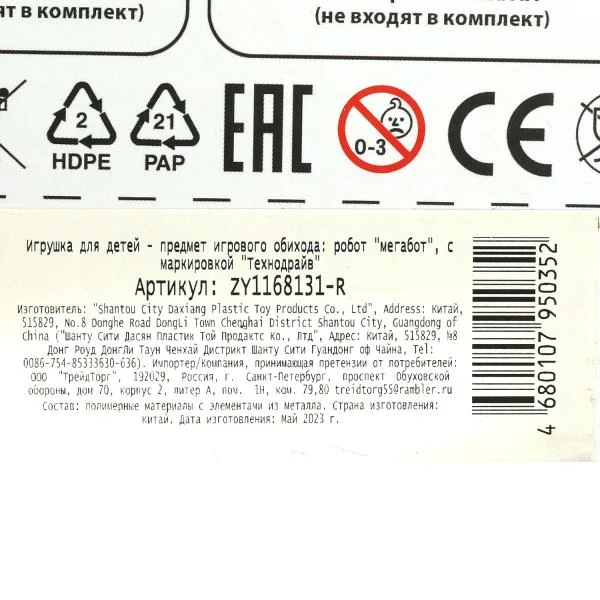 ят в комплект)
(не входят в комплект)
2
HDPE
21
PAP
EAC
0-3
CE
Игрушка для детей - предмет игрового обихода: робот "мегабот", с
маркировкой "Технодрайв"
Артикул: ZY1168131-R
Изготовитель: "Shantou City Daxiang Plastic Toy Products Co., Ltd", Address: Китай,
515829, No.8 Donghe Road DongLi Town Chenghai District Shantou City, Guangdong of
China ("Шанту Сити Дасян Пластик Той Продактс Ко., лтд", Адрес: Китай, 515829, №8
Донг Роуд ДонгЛи Таун Ченхай Дистрикт Шанту Сити Гуандонг оф Чайна, Тел:
0086-754-85333630-636). Импортер/Компания, принимающая претензии от потребителей:
ООО "ТрейдТорг", 192029, Россия, г. Санкт-Петербург, проспект Обуховской
обороны, дом 70, корпус 2, литер А, поч. 1Н, ком. 79,80 treidtorg55@rambler.ru
Состав: полимерные материалы с элементами из металла. Страна изготовления:
Китай. Дата изготовления: Май 2023 г.
4 680107 950352